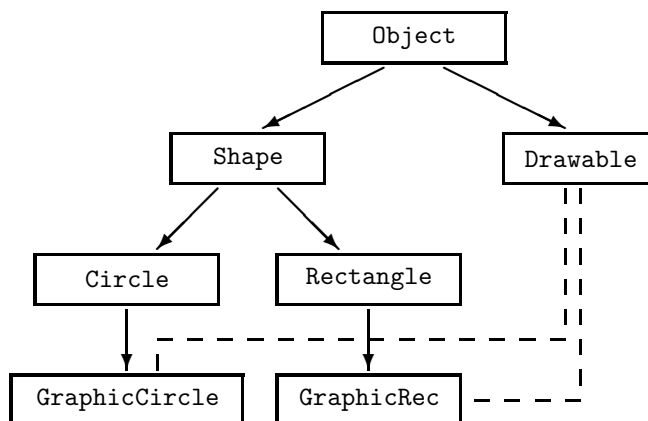 Object
Shape
Drawable
Circle
Rectangle
GraphicCircle
GraphicRec